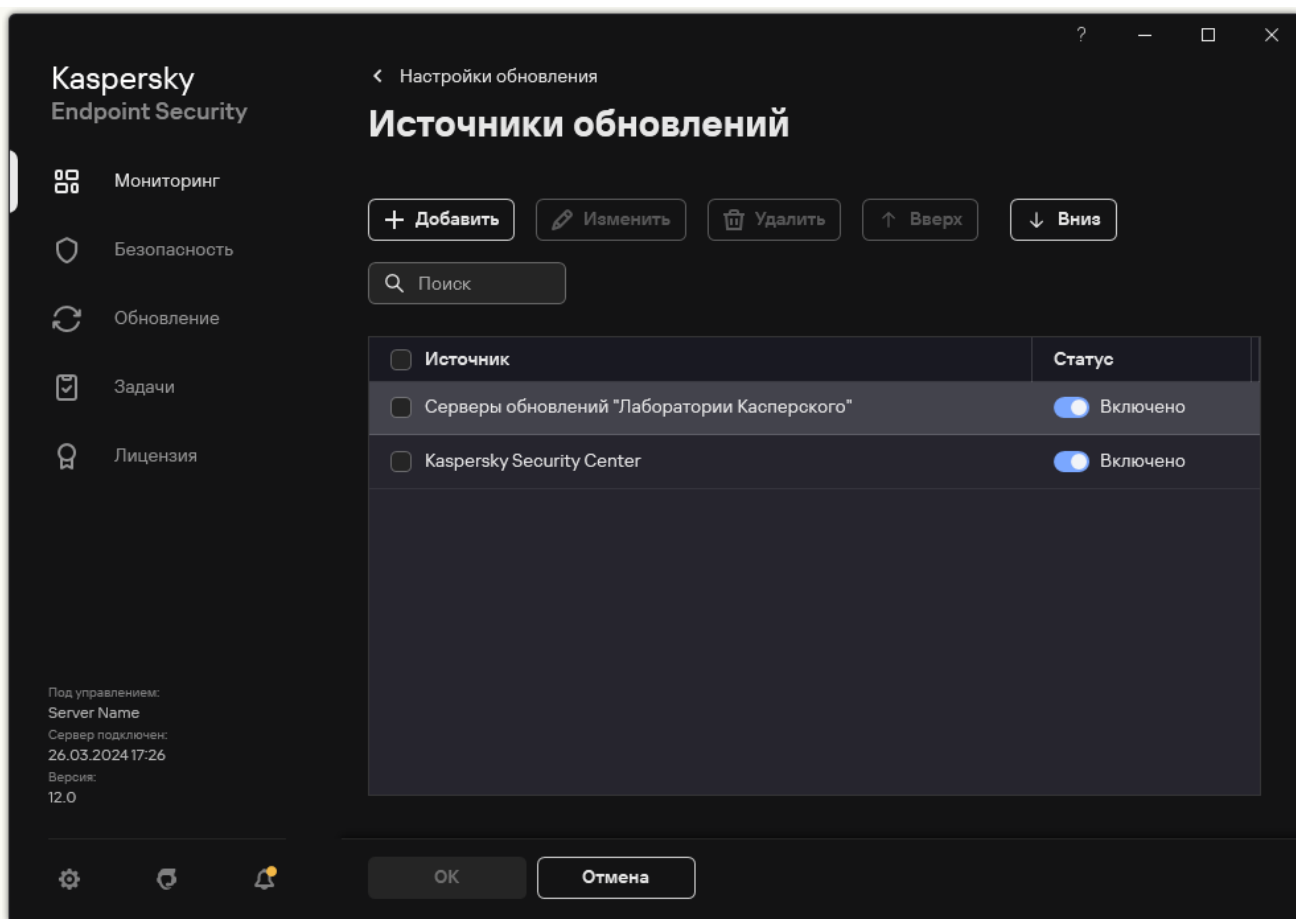 Kaspersky
Endpoint Security
Мониторинг
Безопасность
Обновление
Задачи
Лицензия
Под управлением:
Server Name
Сервер подключен:
26.03.2024 17:26
Версия:
12.0
?
Настройки обновления
Источники обновлений
Добавить Изменить Удалить Вверх Вниз
Поиск
Источник Статус
Серверы обновлений "Лаборатории Касперского" Включено
Kaspersky Security Center Включено
ОК Отмена